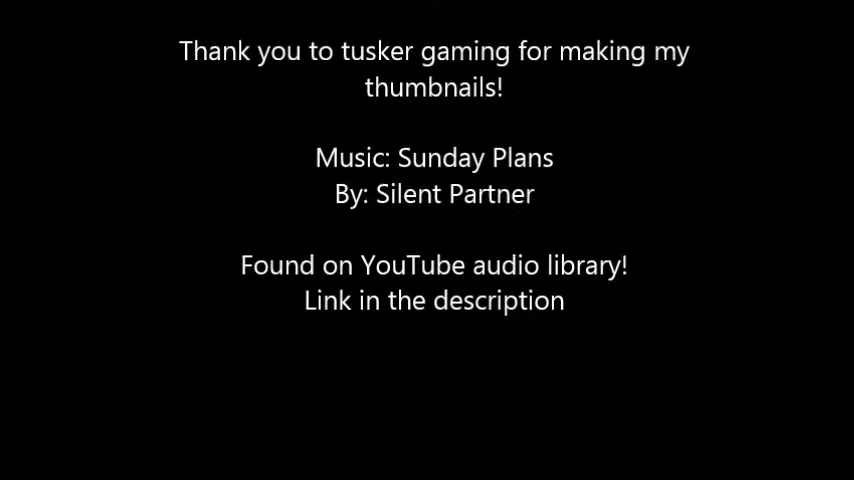 Thank you to tusker gaming for making my
thumbnails!
Music: Sunday Plans
By: Silent Partner
Found on YouTube audio library!
Link in the description